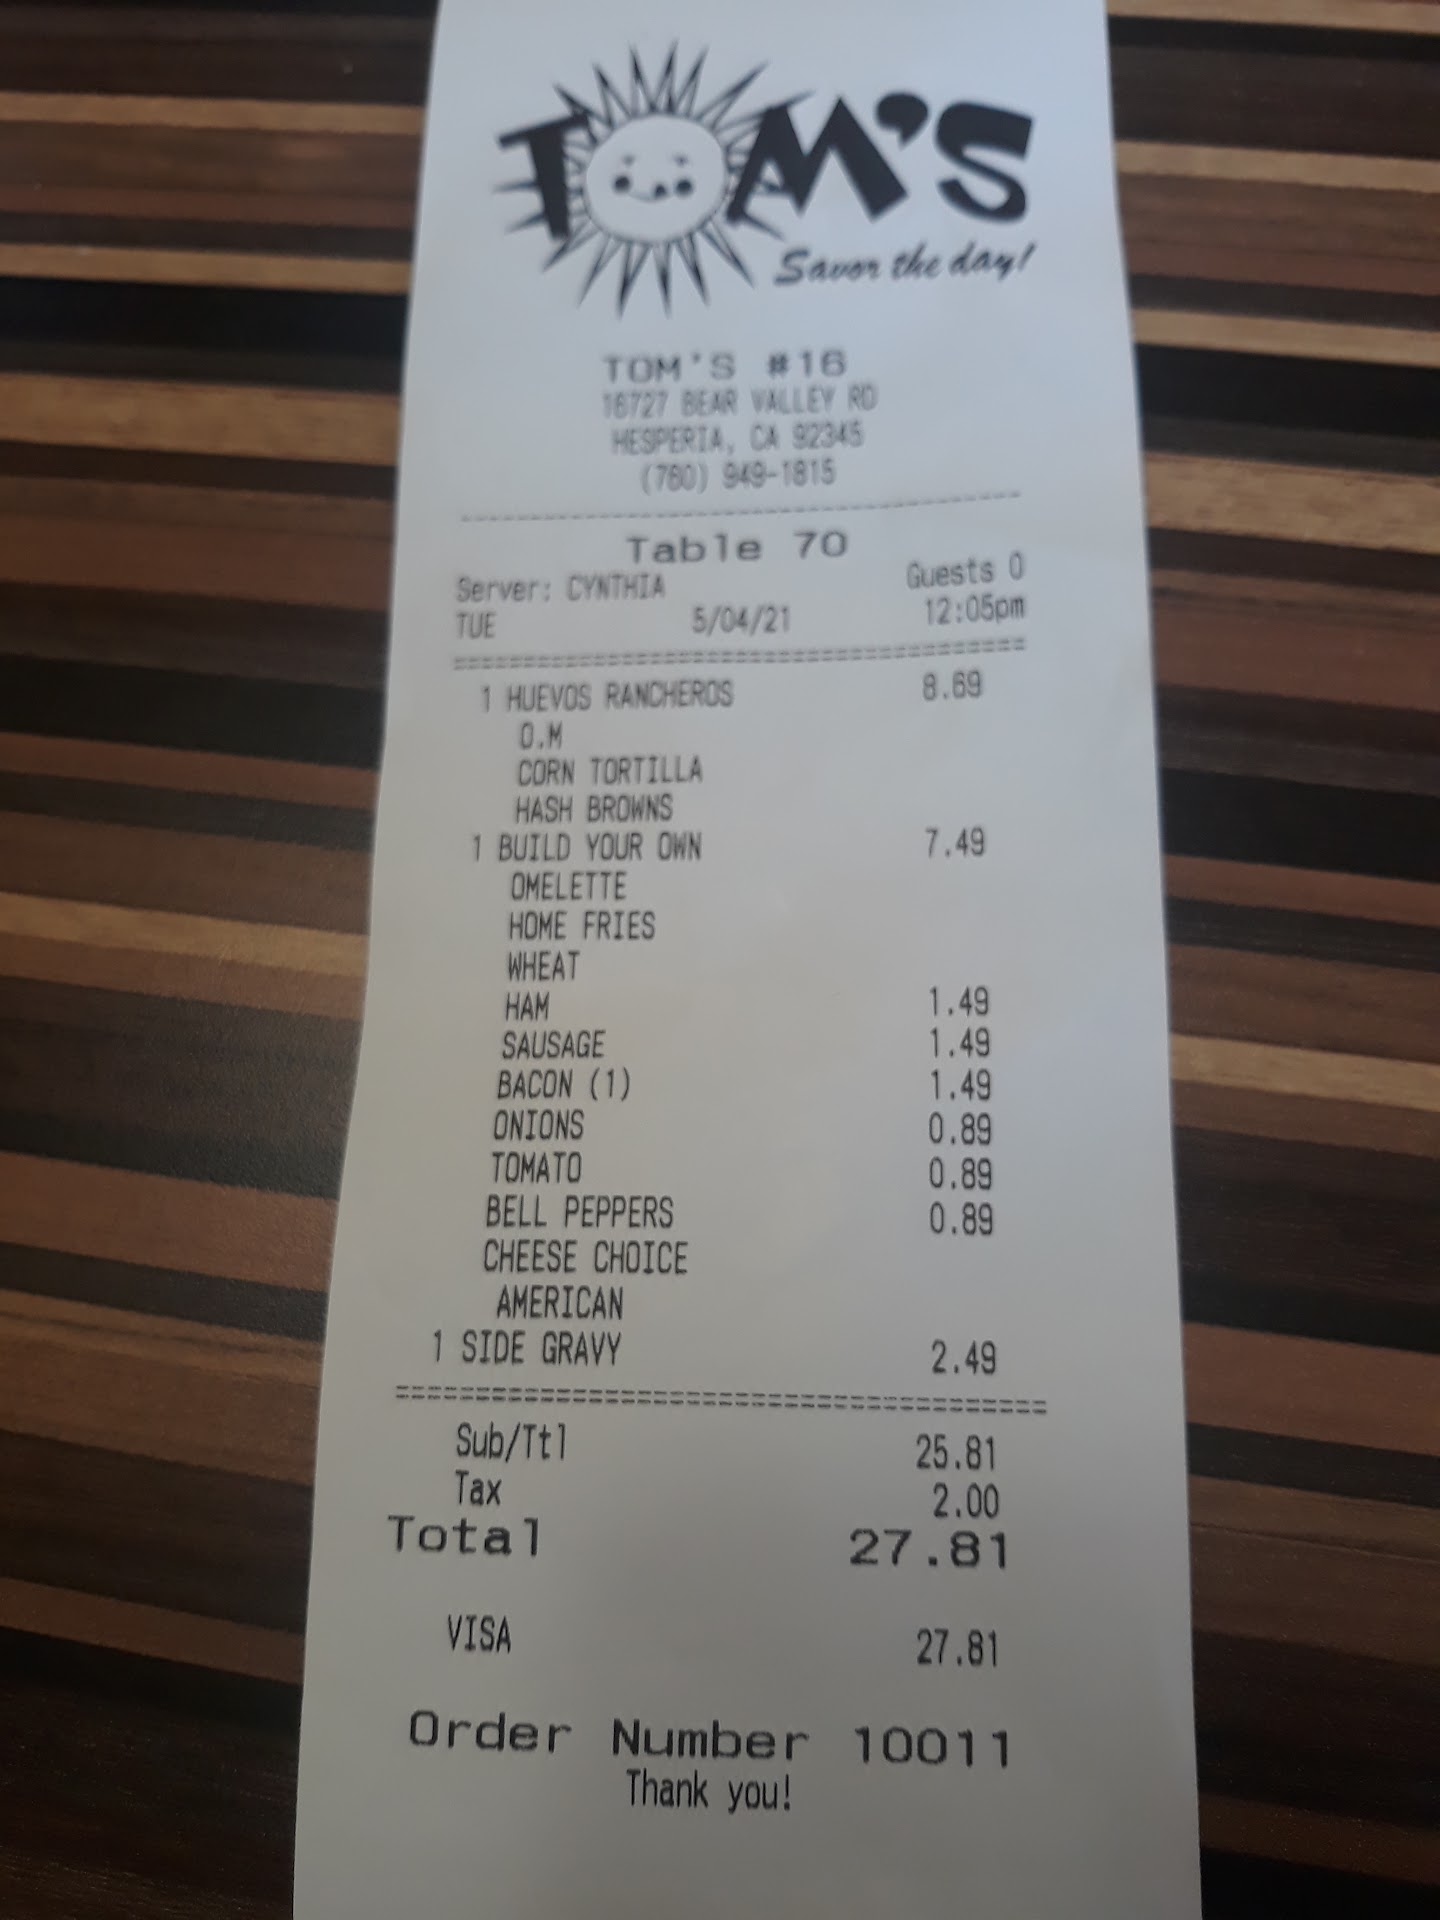 TOM'S
Savor the day!
TOM'S #16
16727 BEAR VALLEY RD
HESPERIA, CA 92345
(760) 949-1815
Table 70
Server: CYNTHIA Guests 0
TUE 5/04/21 12:05pm
1 HUEVOS RANCHEROS 8.69
O.M
CORN TORTILLA
HASH BROWNS
1 BUILD YOUR OWN 7.49
OMELETTE
HOME FRIES
WHEAT
HAM 1.49
SAUSAGE 1.49
BACON (1) 1.49
ONIONS 0.89
TOMATO 0.89
BELL PEPPERS 0.89
CHEESE CHOICE
AMERICAN
1 SIDE GRAVY 2.49
Sub/Ttl 25.81
Tax 2.00
Total 27.81
VISA 27.81
Order Number 10011
Thank you!